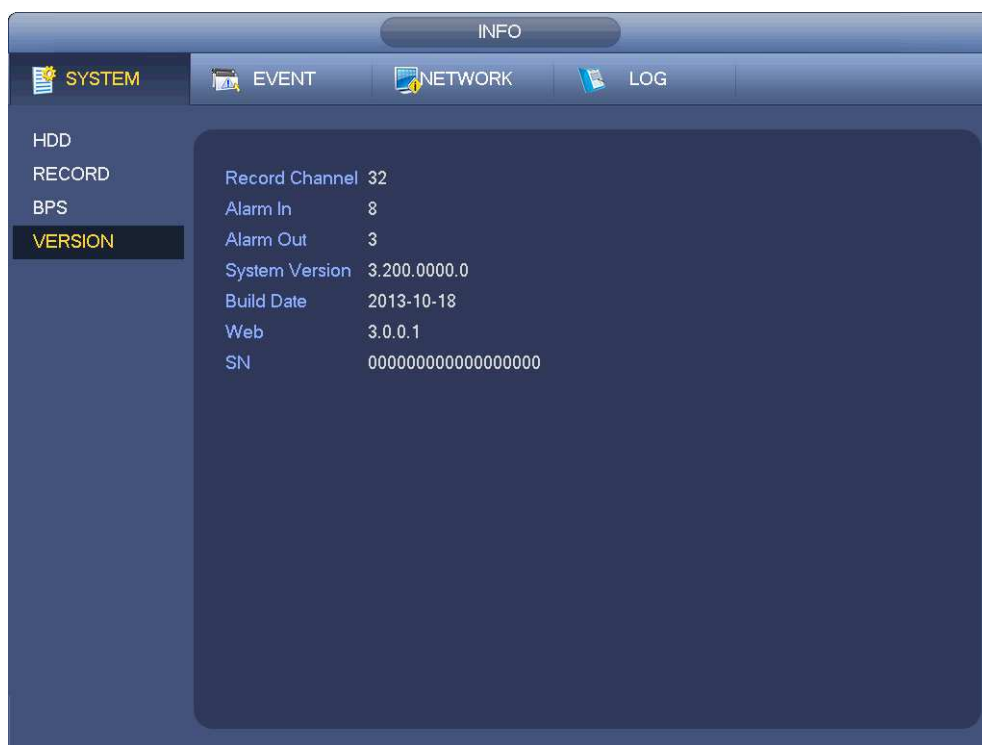 INFO
SYSTEM EVENT NETWORK LOG
HDD
RECORD
BPS
VERSION
Record Channel 32
Alarm In 8
Alarm Out 3
System Version 3.200.0000.0
Build Date 2013-10-18
Web 3.0.0.1
SN 000000000000000000